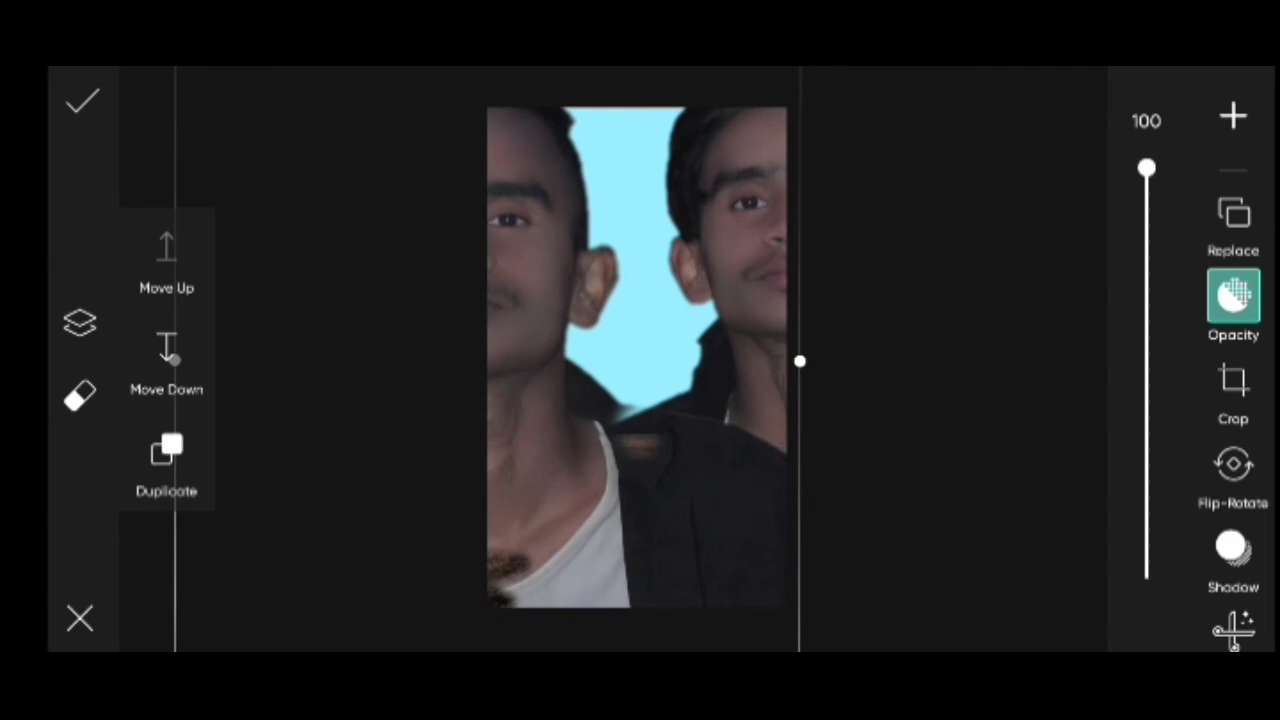 Move Up
Move Down
Duplicate
100
Replace
Opacity
Crop
Flip-Rotate
Shadow